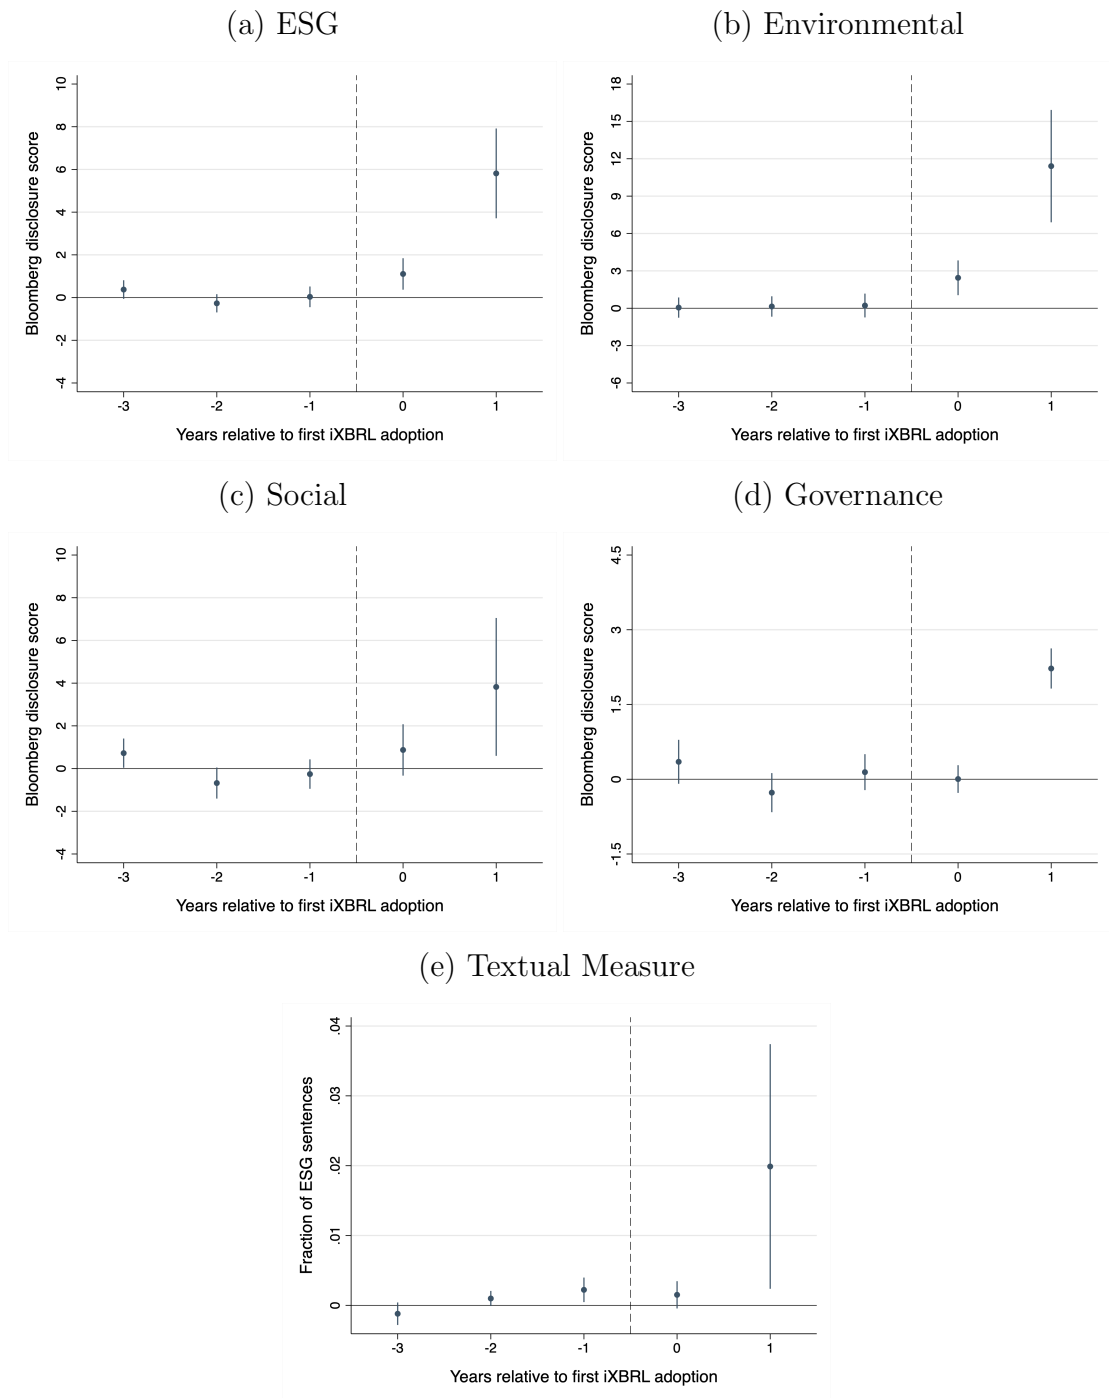 (a) ESG
Bloomberg disclosure score
10
8
6
4
2
0
-2
-4
-3 -2 -1 0 1
Years relative to first iXBRL adoption
(b) Environmental
Bloomberg disclosure score
18
15
12
9
6
3
0
-3
-6
-3 -2 -1 0 1
Years relative to first iXBRL adoption
(c) Social
Bloomberg disclosure score
10
8
6
4
2
0
-2
-4
-3 -2 -1 0 1
Years relative to first iXBRL adoption
(d) Governance
Bloomberg disclosure score
4.5
3
1.5
0
-1.5
-3 -2 -1 0 1
Years relative to first iXBRL adoption
(e) Textual Measure
Fraction of ESG sentences
.04
.03
.02
.01
0
-3 -2 -1 0 1
Years relative to first iXBRL adoption